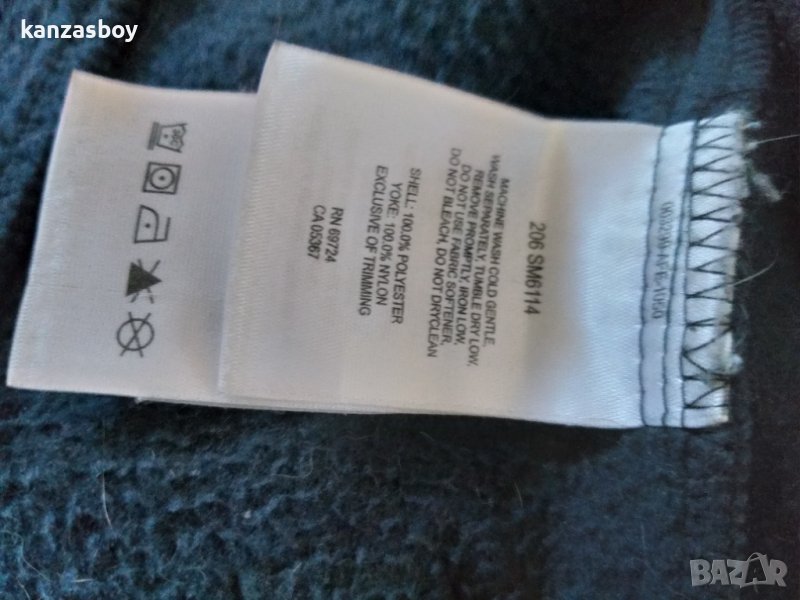 kanzasboy
206 SM6114
MACHINE WASH COLD GENTLE,
WASH SEPARATELY, TUMBLE DRY LOW,
REMOVE PROMPTLY, IRON LOW,
DO NOT USE FABRIC SOFTENER,
DO NOT BLEACH, DO NOT DRYCLEAN
SHELL: 100.0% POLYESTER
YOKE: 100.0% NYLON
EXCLUSIVE OF TRIMMING
RN 69724
CA 05367
BAZAR